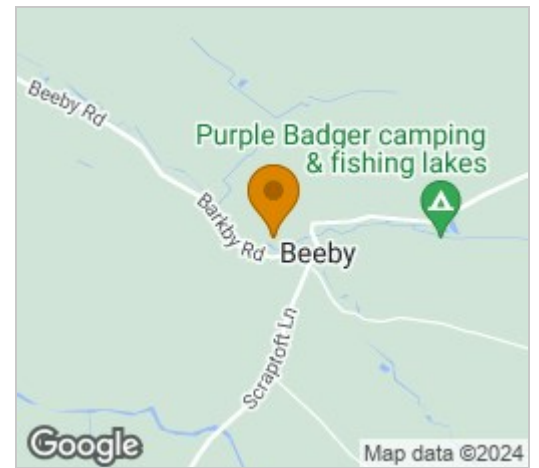 Beeby Rd
Purple Badger camping
& fishing lakes
Barkby Rd
Beeby
Scraptoft Ln
Google
Map data ©2024